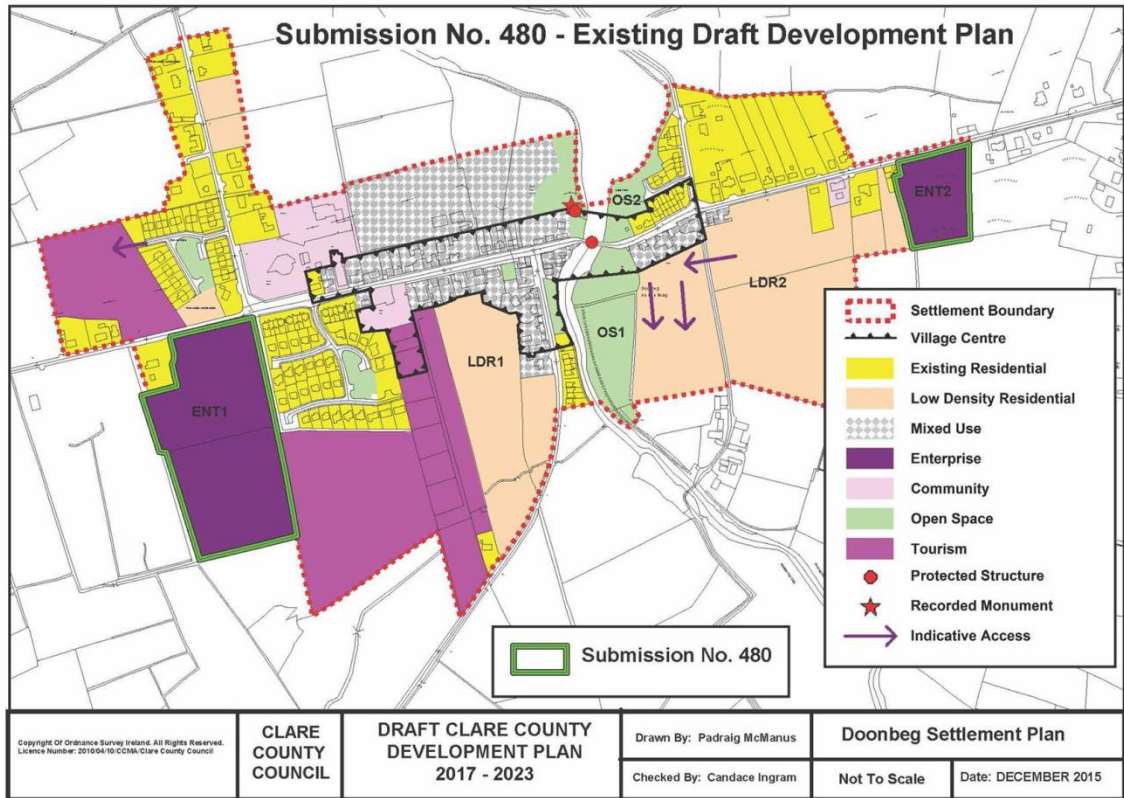 Submission No. 480 - Existing Draft Development Plan
OS2
ENT2
LDR2
OS1
LDR1
ENT1
Settlement Boundary
Village Centre
Existing Residential
Low Density Residential
Mixed Use
Enterprise
Community
Open Space
Tourism
Protected Structure
Recorded Monument
Indicative Access
Submission No. 480
Copyright Of Ordnance Survey Ireland. All Rights Reserved.
Licence Number: 2010/04/10/CCMA/Clare County Council
CLARE
COUNTY
COUNCIL
DRAFT CLARE COUNTY
DEVELOPMENT PLAN
2017 - 2023
Drawn By: Padraig McManus
Checked By: Candace Ingram
Doonbeg Settlement Plan
Not To Scale
Date: DECEMBER 2015